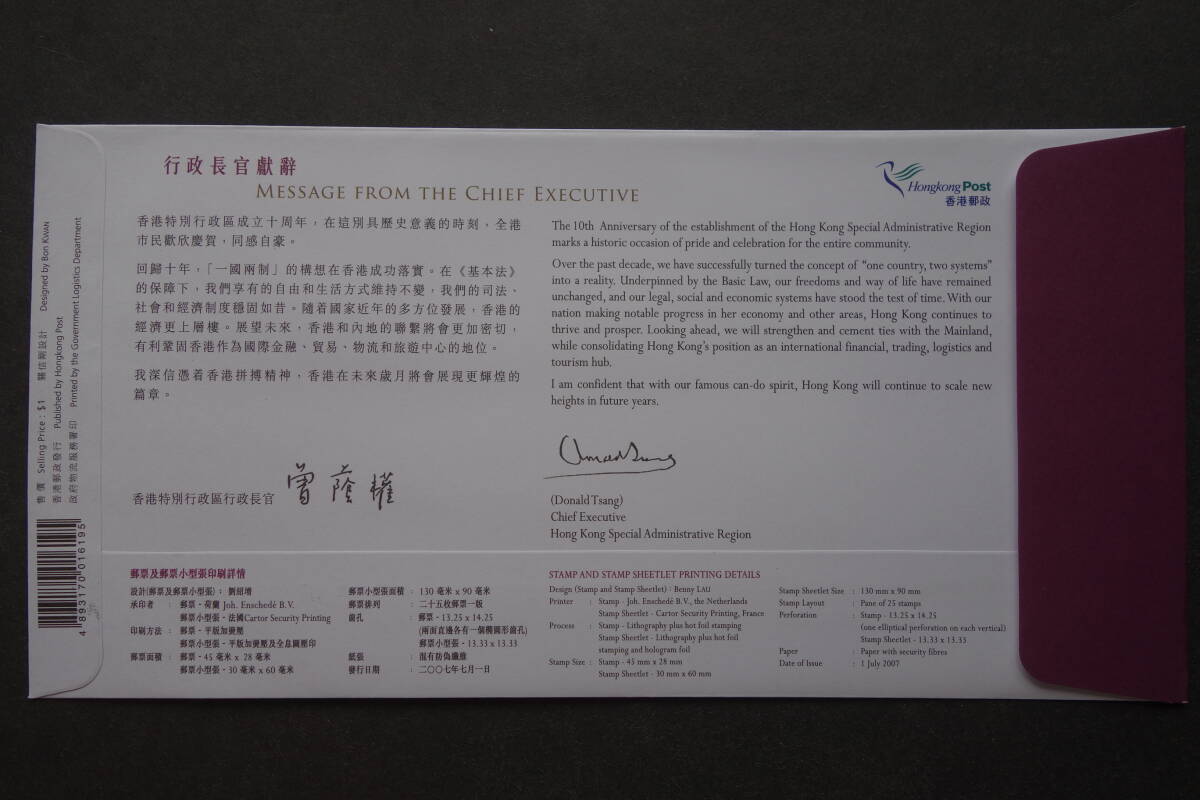 行政長官獻辭
MESSAGE FROM THE CHIEF EXECUTIVE
Hongkong Post
香港郵政
香港特別行政區成立十周年，在這別具歷史意義的時刻，全港
市民歡欣慶賀，同感自豪。
回歸十年，「一國兩制」的構想在香港成功落實。在《基本法》
的保障下，我們享有的自由和生活方式維持不變，我們的司法、
社會和經濟制度穩固如昔。隨着國家近年的多方位發展，香港的
經濟更上層樓。展望未來，香港和內地的聯繫將會更加密切，
有利鞏固香港作為國際金融、貿易、物流和旅遊中心的地位。
我深信憑着香港拼搏精神，香港在未來歲月將會展現更輝煌的
篇章。
香港特別行政區行政長官 曾蔭權
The 10th Anniversary of the establishment of the Hong Kong Special Administrative Region
marks a historic occasion of pride and celebration for the entire community.
Over the past decade, we have successfully turned the concept of "one country, two systems"
into a reality. Underpinned by the Basic Law, our freedoms and way of life have remained
unchanged, and our legal, social and economic systems have stood the test of time. With our
nation making notable progress in her economy and other areas, Hong Kong continues to
thrive and prosper. Looking ahead, we will strengthen and cement ties with the Mainland,
while consolidating Hong Kong's position as an international financial, trading, logistics and
tourism hub.
I am confident that with our famous can-do spirit, Hong Kong will continue to scale new
heights in future years.
Donald Tsang
(Donald Tsang)
Chief Executive
Hong Kong Special Administrative Region
售價 Selling Price : $1 首日封設計 Designed by Bon KWAN
香港郵政發行 Published by Hongkong Post
政府物流服務署印 Printed by the Government Logistics Department
4 893170 016195
郵票及郵票小型張印刷詳情
設計(郵票及郵票小型張)： 劉紹增
承印者 ： 郵票 - 荷蘭 Joh. Enschedé B.V.
郵票小型張 - 法國Cartor Security Printing
印刷方法 ： 郵票 - 平版加燙壓
郵票小型張 - 平版加燙壓及全息圖壓印
郵票面積 ： 郵票 - 45 毫米 x 28 毫米
郵票小型張 - 30 毫米 x 60 毫米
郵票小型張面積 ： 130 毫米 x 90 毫米
郵票排列 ： 二十五枚郵票一版
齒孔 ： 郵票 - 13.25 x 14.25
(兩面直邊各有一個橢圓形齒孔)
郵票小型張 - 13.33 x 13.33
紙張 ： 混有防偽纖維
發行日期 ： 二〇〇七年七月一日
STAMP AND STAMP SHEETLET PRINTING DETAILS
Design (Stamp and Stamp Sheetlet) : Benny LAU
Printer : Stamp - Joh. Enschedé B.V., the Netherlands
Stamp Sheetlet - Cartor Security Printing, France
Process : Stamp - Lithography plus hot foil stamping
Stamp Sheetlet - Lithography plus hot foil
stamping and hologram foil
Stamp Size : Stamp - 45 mm x 28 mm
Stamp Sheetlet - 30 mm x 60 mm
Stamp Sheetlet Size : 130 mm x 90 mm
Stamp Layout : Pane of 25 stamps
Perforation : Stamp - 13.25 x 14.25
(one elliptical perforation on each vertical)
Stamp Sheetlet - 13.33 x 13.33
Paper : Paper with security fibres
Date of Issue : 1 July 2007